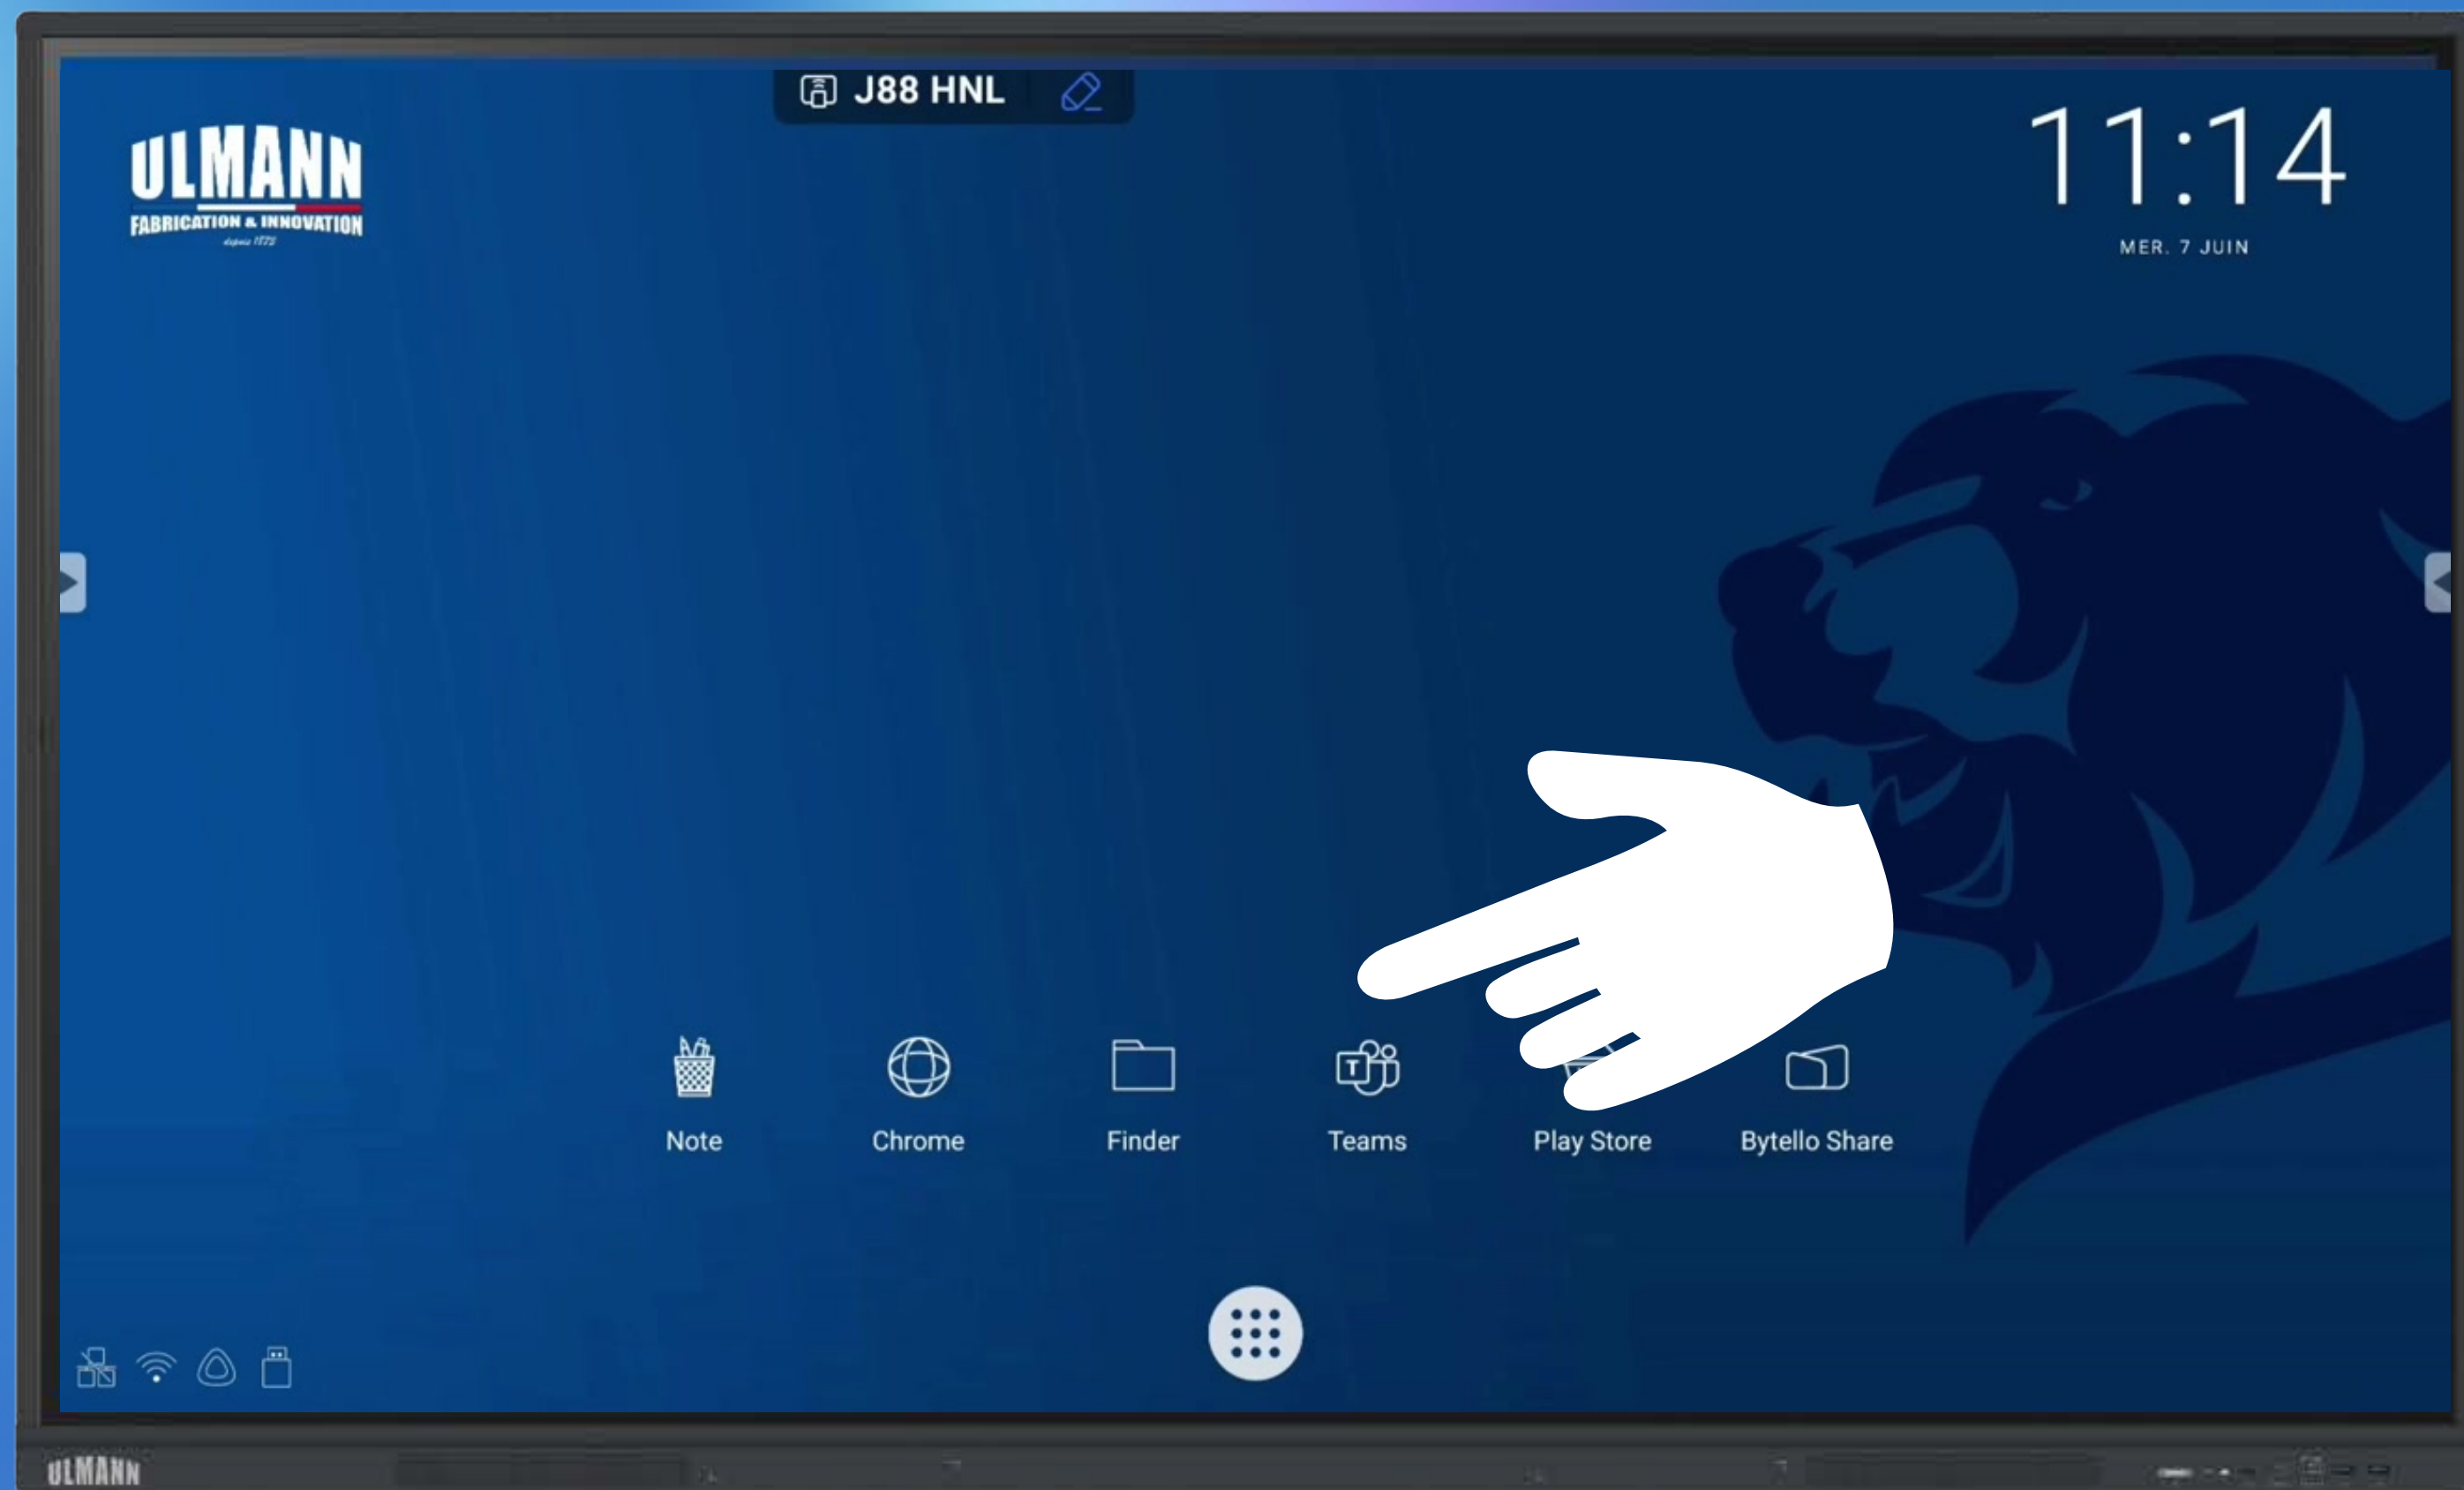 J88 HNL
ULMANN
FABRICATION & INNOVATION
11:14
MER. 7 JUIN
T
Note
Chrome
Finder
Teams
Play Store
Bytello Share
ULMANN